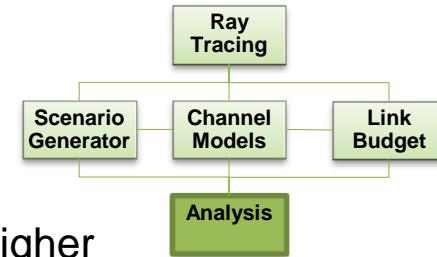 Ray
Tracing
Scenario
Generator
Channel
Models
Link
Budget
Analysis